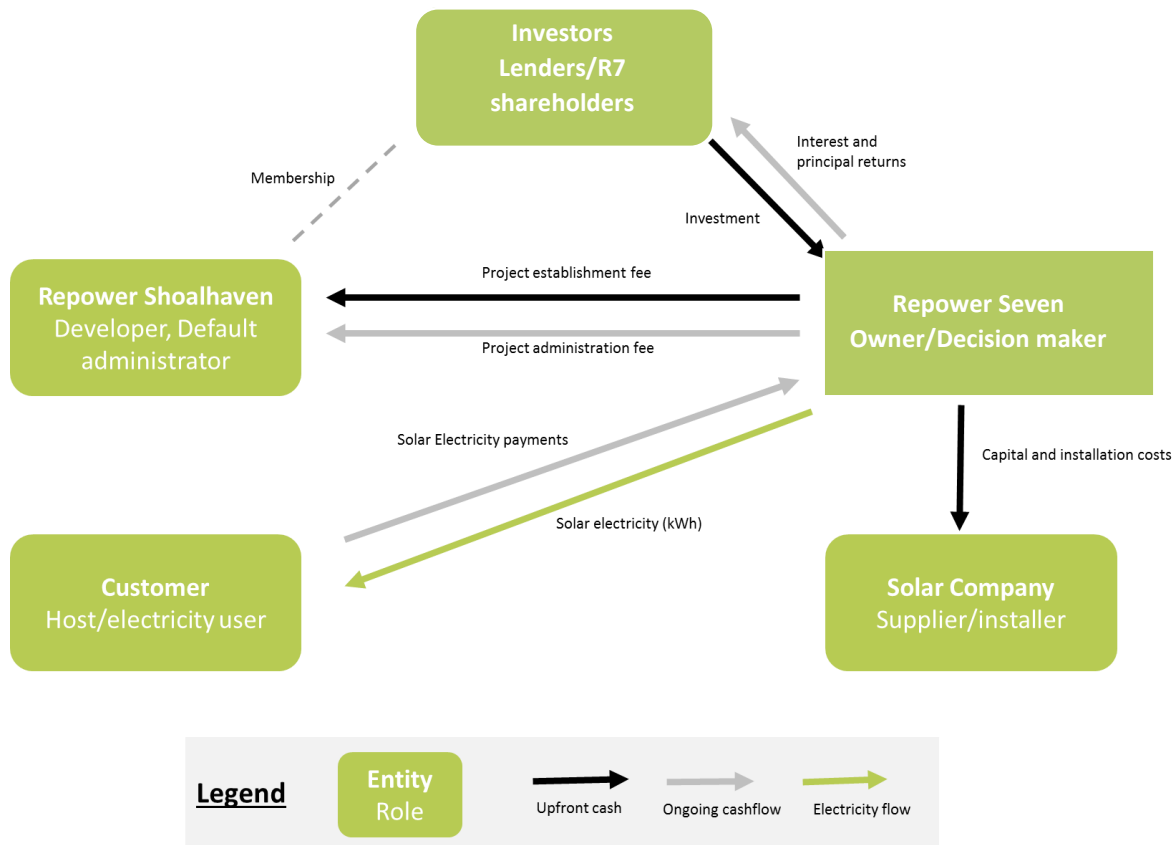 Investors
Lenders/R7
shareholders
Interest and
principal returns
Membership
Investment
Project establishment fee
Repower Shoalhaven
Developer, Default
administrator
Repower Seven
Owner/Decision maker
Project administration fee
Solar Electricity payments
Capital and installation costs
Solar electricity (kWh)
Customer
Host/electricity user
Solar Company
Supplier/installer
Legend
Entity
Role
Upfront cash
Ongoing cashflow
Electricity flow